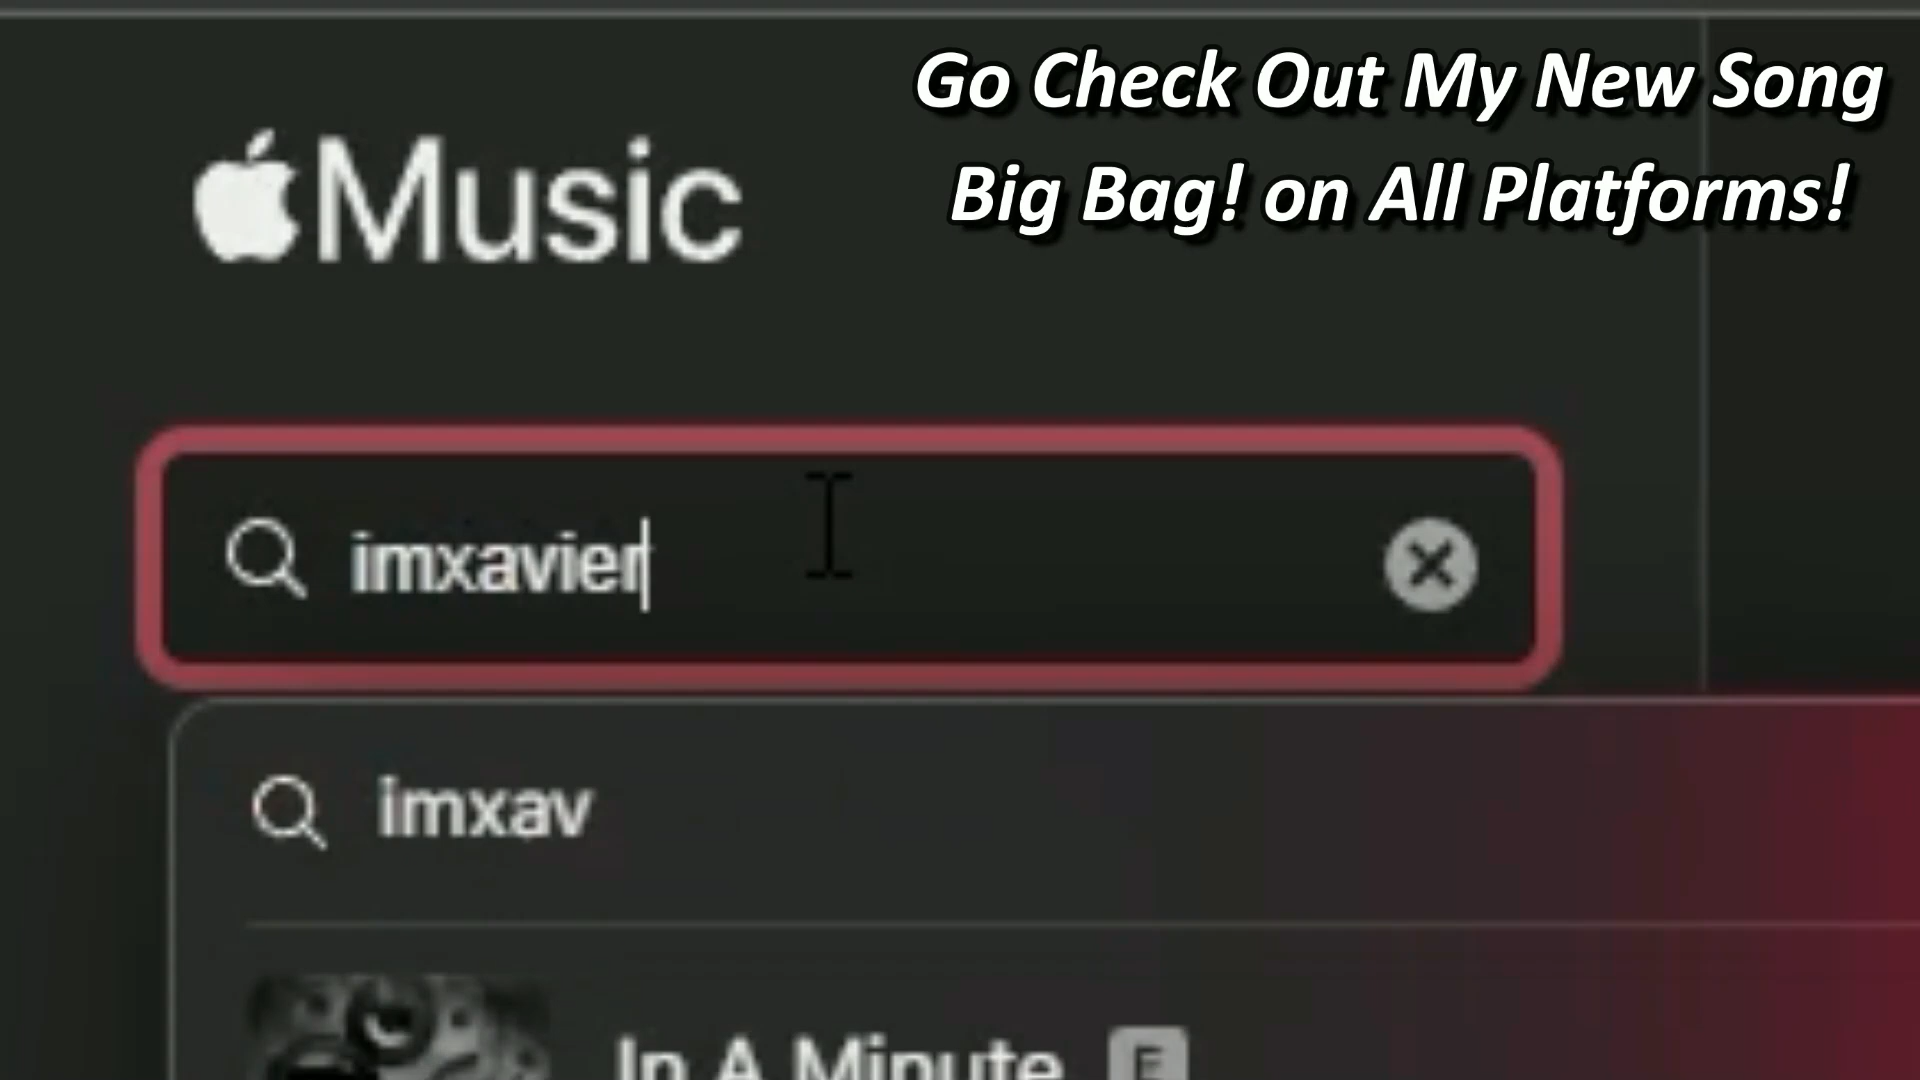 Go Check Out My New Song
Big Bag! on All Platforms!
Music
imxavier
imxav
In A Minute E